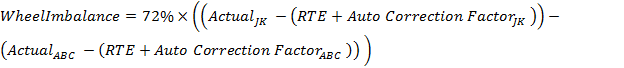 WheelImbalance = 72% × ((Actual_JK − (RTE + Auto Correction Factor_JK )) −
(Actual_ABC − (RTE + Auto Correction Factor_ABC )) )